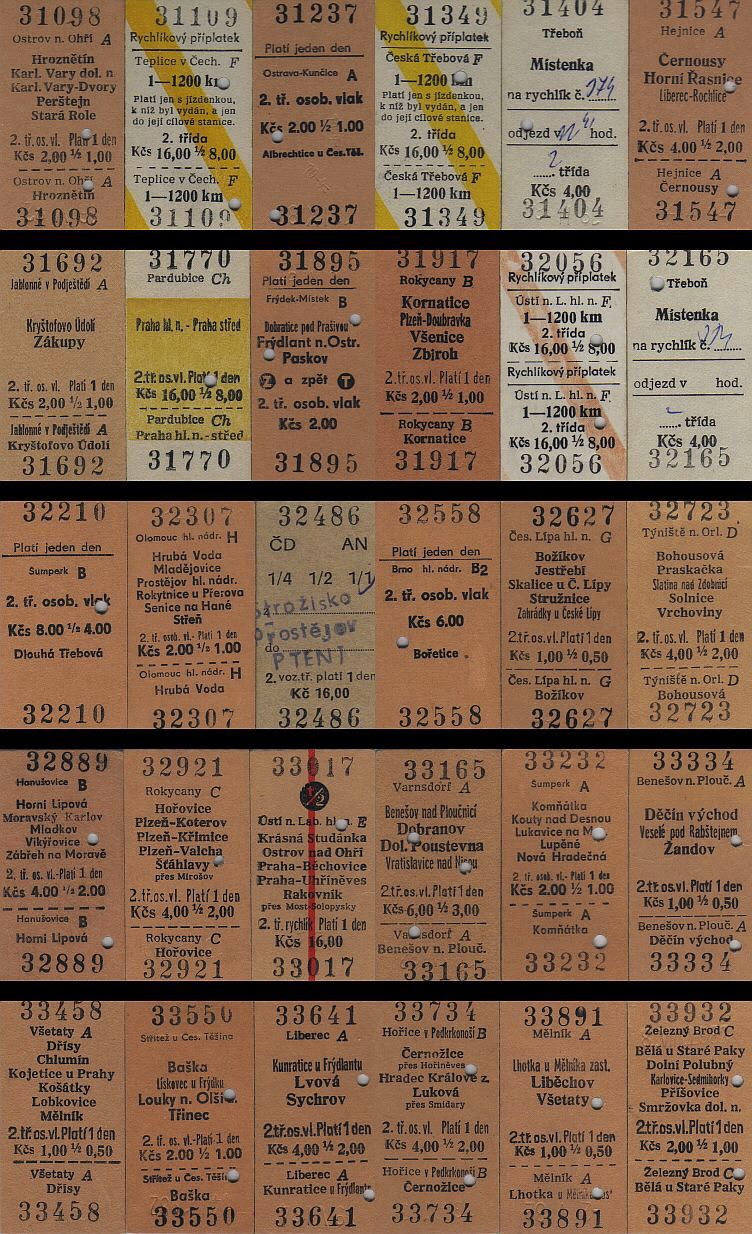 31098
Ostrov n. Ohří A
Hroznětín
Karl. Vary dol. n.
Karl. Vary-Dvory
Perštejn
Stará Role
2. tř. os. vl. Platí 1 den
Kčs 2,00 ½ 1,00
Ostrov n. Ohří A
Hroznětín
31098
31109
Rychlíkový příplatek
Teplice v Čech. F
1—1200 km
Platí jen s jízdenkou,
k níž byl vydán, a jen
do její cílové stanice.
2. třída
Kčs 16,00 ½ 8,00
Teplice v Čech. F
1—1200 km
31109
31237
Platí jeden den
Ostrava-Kunčice A
2. tř. osob. vlak
Kčs 2.00 ½ 1.00
Albrechtice u Čes. Těš.
31237
31349
Rychlíkový příplatek
Česká Třebová F
1—1200 km
Platí jen s jízdenkou,
k níž byl vydán, a jen
do její cílové stanice.
2. třída
Kčs 16,00 ½ 8,00
Česká Třebová F
1—1200 km
31349
31404
Třeboň
Místenka
na rychlík č. 374
odjezd v hod.
2 třída
Kčs 4,00
31404
31547
Hejnice A
Černousy
Horní Řasnice
Liberec-Rochlice
2. tř. os. vl. Platí 1 den
Kčs 4.00 ½ 2,00
Hejnice A
Černousy
31547
31692
Jablonné v Podještědí A
Kryštofovo Údolí
Zákupy
2. tř. os. vl. Platí 1 den
Kčs 2,00 1/2 1,00
Jablonné v Podještědí A
Kryštofovo Údolí
31692
31770
Pardubice Ch
Praha hl. n. - Praha střed
2.tř.os.vl. Platí 1 den
Kčs 16,00 ½ 8,00
Pardubice Ch
Praha hl. n. - střed
31770
31895
Platí jeden den
Frýdek-Místek B
Dobratice pod Prašivou
Frýdlant n.Ostr.
Paskov
Z a zpět T
2. tř. osob. vlak
Kčs 2.00
31895
31917
Rokycany B
Kornatice
Plzeň-Doubravka
Všenice
Zbiroh
2.tř.os.vl. Platí 1 den
Kčs 2,00 ½ 1,00
Rokycany B
Kornatice
31917
32056
Rychlíkový příplatek
Ústí n. L. hl. n. F
1—1200 km
2. třída
Kčs 16,00 ½ 8,00
Rychlíkový příplatek
Ústí n. L. hl. n. F
1—1200 km
2. třída
Kčs 16,00 ½ 8,00
32056
32165
Třeboň
Místenka
na rychlík č.
odjezd v hod.
třída
Kčs 4,00
32165
32210
Platí jeden den
Šumperk B
2. tř. osob. vlak
Kčs 8.00 1/2 4.00
Dlouhá Třebová
32210
32307
Olomouc hl. nádr. H
Hrubá Voda
Mladějovice
Prostějov hl. nádr.
Rokytnice u Přerova
Senice na Hané
Střeň
2. tř. osob. vl.- Platí 1 den
Kčs 2.00 1/2 1.00
Olomouc hl. nádr. H
Hrubá Voda
32307
32486
ČD AN
1/4 1/2 1/1
Prostějov
do PTENÍ
2. voz.tř. platí 1 den
Kč 16,00
32486
32558
Platí jeden den
Brno hl. nádr. B2
2. tř. osob. vlak
Kčs 6.00
Bořetice
32558
32627
Čes. Lípa hl. n. G
Božíkov
Jestřebí
Skalice u Č. Lípy
Stružnice
Zahrádky u České Lípy
2.tř.os.vl. Platí 1 den
Kčs 1,00 ½ 0,50
Čes. Lípa hl. n. G
Božíkov
32627
32723
Týniště n. Orl. D
Bohousová
Praskačka
Slatina nad Zdobnicí
Solnice
Vrchoviny
2. tř. os. vl. Platí 1 den
Kčs 4,00 ½ 2,00
Týniště n. Orl. D
Bohousová
32723
32889
Hanušovice B
Horní Lipová
Moravský Karlov
Mladkov
Vikýřovice
Zábřeh na Moravě
2. tř. os. vl. Platí 1 den
Kčs 4.00 1/2 2.00
Hanušovice B
Horní Lipová
32889
32921
Rokycany C
Hořovice
Plzeň-Koterov
Plzeň-Křimice
Plzeň-Valcha
Šťáhlavy
přes Mirošov
2.tř.os.vl. Platí 1 den
Kčs 4,00 ½ 2,00
Rokycany C
Hořovice
32921
33017
1/2
Ústí n. Lab. hl. n. E
Krásná Studánka
Ostrov nad Ohří
Praha-Běchovice
Praha-Uhříněves
Rakovník
přes Most-Solopysky
2. tř. rychlík Platí 1 den
Kčs 16,00
33017
33165
Varnsdorf A
Benešov nad Ploučnicí
Dobranov
Dol. Poustevna
Vratislavice nad Nisou
2.tř.os.vl. Platí 1 den
Kčs 6,00 ½ 3,00
Varnsdorf A
Benešov n. Plouč.
33165
33232
Šumperk A
Komňátka
Kouty nad Desnou
Lukavice na Mor.
Lupěné
Nová Hradečná
2. tř. osob. vl.- Platí 1 den
Kčs 2.00 ½ 1.00
Šumperk A
Komňátka
33232
33334
Benešov n. Plouč. A
Děčín východ
Veselé pod Rabštejnem
Žandov
2.tř.os.vl. Platí 1 den
Kčs 1,00 ½ 0,50
Benešov n. Plouč. A
Děčín východ
33334
33458
Všetaty A
Dřísy
Chlumín
Kojetice u Prahy
Košátky
Lobkovice
Mělník
2.tř.os.vl. Platí 1 den
Kčs 1,00 ½ 0,50
Všetaty A
Dřísy
33458
33550
Střítež u Čes. Těšína
Baška
Lískovec u Frýdku
Louky n. Olší
Třinec
2. tř. os. vl.-Platí 1 den
Kčs 2.00 ½ 1.00
Střítež u Čes. Těšína
Baška
33550
33641
Liberec A
Kunratice u Frýdlantu
Lvová
Sychrov
2.tř.os.vl. Platí 1 den
Kčs 4,00 ½ 2,00
Liberec A
Kunratice u Frýdlant
33641
33734
Hořice v Podkrkonoší B
Černožice
přes Hoříněves
Hradec Králové z.
Luková
přes Smidary
2.tř.os.vl. Platí 1 den
Kčs 4,00 ½ 2,00
Hořice v Podkrkonoší B
Černožice
33734
33891
Mělník A
Lhotka u Mělníka zast.
Liběchov
Všetaty
2.tř.os.vl. Platí 1 den
Kčs 1,00 ½ 0,50
Mělník A
Lhotka u Mělníka zas
33891
33932
Železný Brod C
Bělá u Staré Paky
Dolní Polubný
Karlovice-Sedmihorky
Příšovice
Smržovka dol. n.
2.tř.os.vl. Platí 1 den
Kčs 2,00 ½ 1,00
Železný Brod C
Bělá u Staré Paky
33932